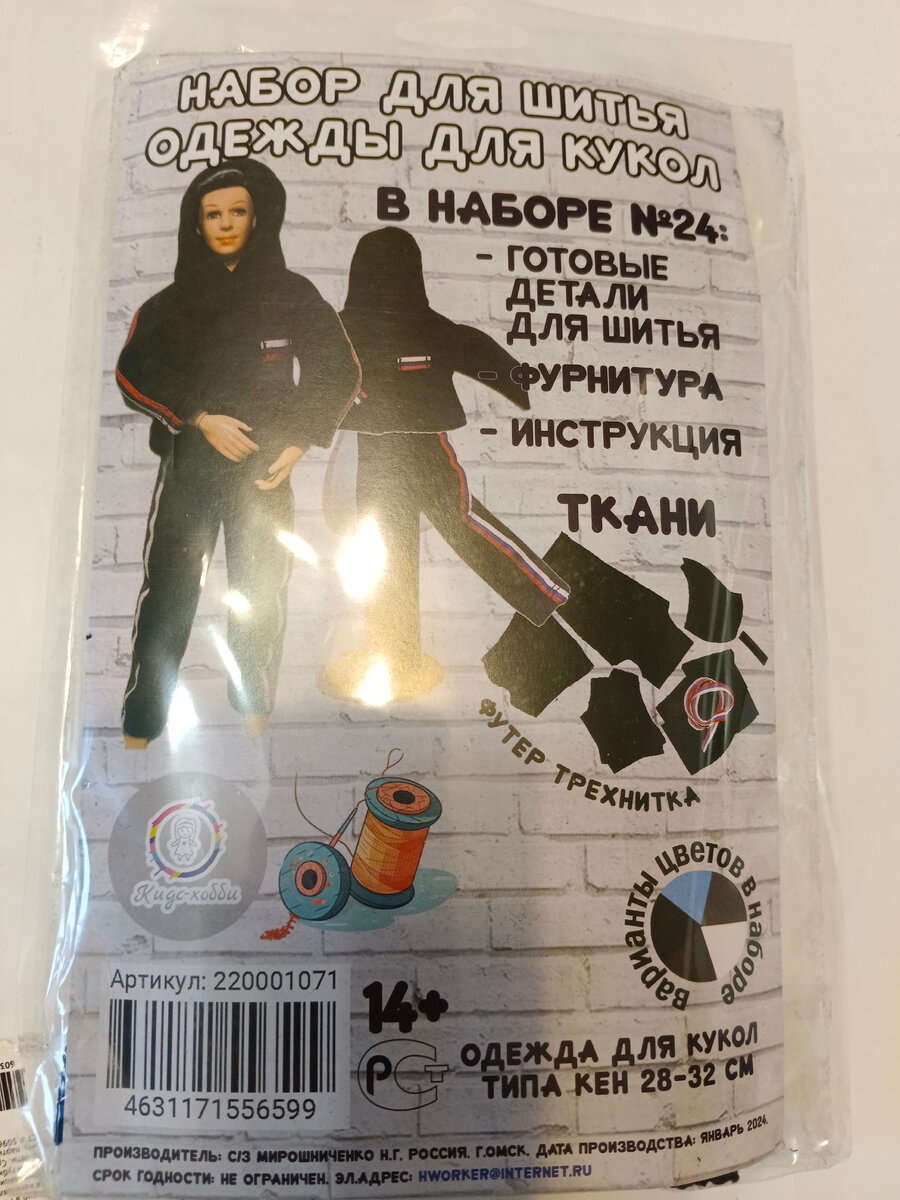 НАБОР ДЛЯ ШИТЬЯ
ОДЕЖДЫ ДЛЯ КУКОЛ
В НАБОРЕ №24:
- ГОТОВЫЕ
ДЕТАЛИ
ДЛЯ ШИТЬЯ
- ФУРНИТУРА
- ИНСТРУКЦИЯ
ТКАНИ
ФУТЕР ТРЕХНИТКА
Кидс-хобби
Варианты цветов в наборе
Артикул: 220001071
4631171556599
14+
РСТ
ОДЕЖДА ДЛЯ КУКОЛ
ТИПА КЕН 28-32 СМ
ПРОИЗВОДИТЕЛЬ: С/З МИРОШНИЧЕНКО Н.Г. РОССИЯ. Г.ОМСК. ДАТА ПРОИЗВОДСТВА: ЯНВАРЬ 2024.
СРОК ГОДНОСТИ: НЕ ОГРАНИЧЕН. ЭЛ.АДРЕС: HWORKER@INTERNET.RU